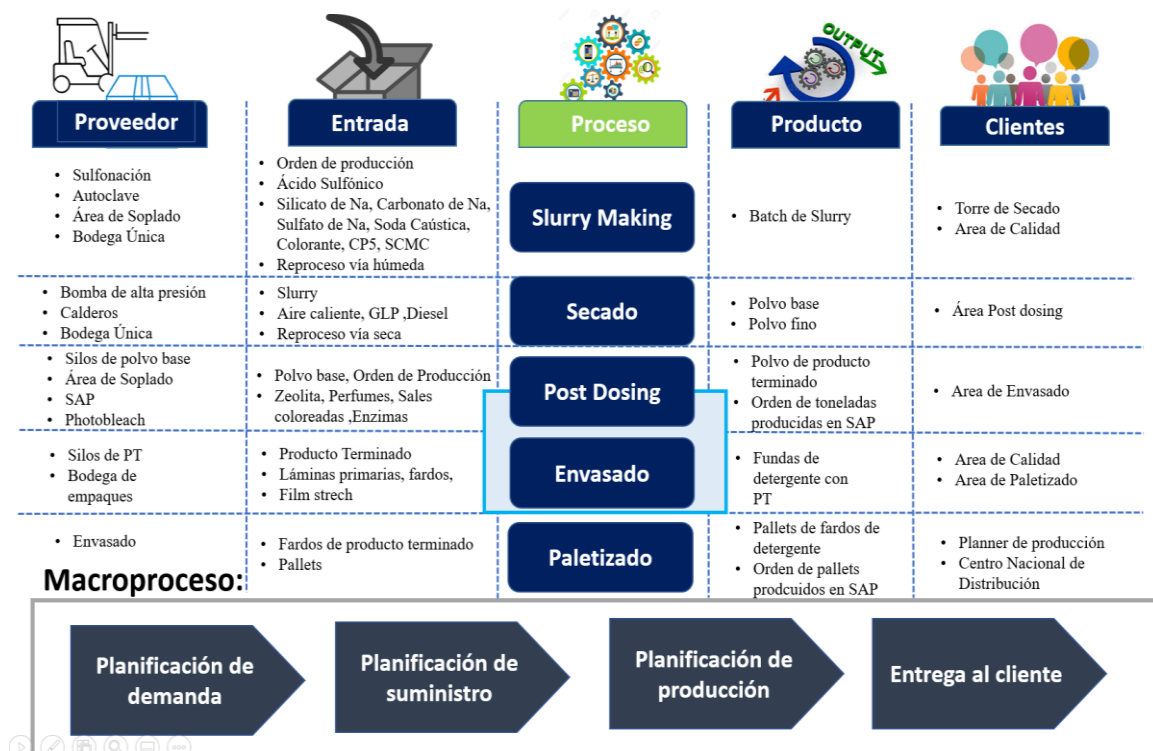 OUTPUT
Proveedor
Entrada
Proceso
Producto
Clientes
• Sulfonación
• Autoclave
• Área de Soplado
• Bodega Única
• Orden de producción
• Ácido Sulfónico
• Silicato de Na, Carbonato de Na,
Sulfato de Na, Soda Caústica,
Colorante, CP5, SCMC
• Reproceso vía húmeda
Slurry Making
• Batch de Slurry
• Torre de Secado
• Area de Calidad
• Bomba de alta presión
• Calderos
• Bodega Única
• Slurry
• Aire caliente, GLP ,Diesel
• Reproceso vía seca
Secado
• Polvo base
• Polvo fino
• Área Post dosing
• Silos de polvo base
• Área de Soplado
• SAP
• Photobleach
• Polvo base, Orden de Producción
• Zeolita, Perfumes, Sales
coloreadas ,Enzimas
Post Dosing
• Polvo de producto
terminado
• Orden de toneladas
producidas en SAP
• Area de Envasado
• Silos de PT
• Bodega de
empaques
• Producto Terminado
• Láminas primarias, fardos,
• Film strech
Envasado
• Fundas de
detergente con
PT
• Area de Calidad
• Area de Paletizado
• Envasado
• Fardos de producto terminado
• Pallets
Paletizado
• Pallets de fardos de
detergente
• Orden de pallets
prodcuidos en SAP
• Planner de producción
• Centro Nacional de
Distribución
Macroproceso:
Planificación de
demanda
Planificación de
suministro
Planificación de
producción
Entrega al cliente